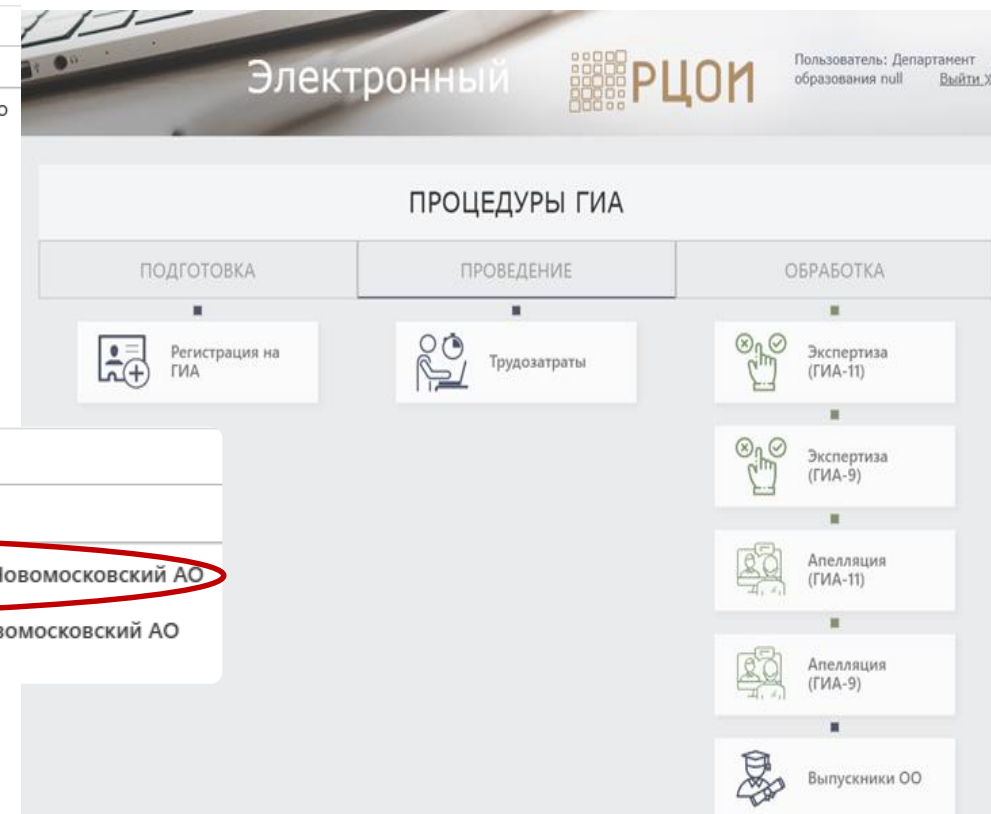 Электронный
РЦОИ
Пользователь: Департамент
образования null Выйти
ПРОЦЕДУРЫ ГИА
ПОДГОТОВКА
ПРОВЕДЕНИЕ
ОБРАБОТКА
Регистрация на
ГИА
Трудозатраты
Экспертиза
(ГИА-11)
Экспертиза
(ГИА-9)
Апелляция
(ГИА-11)
Апелляция
(ГИА-9)
Выпускники ОО
Новомосковский АО
вомосковский АО